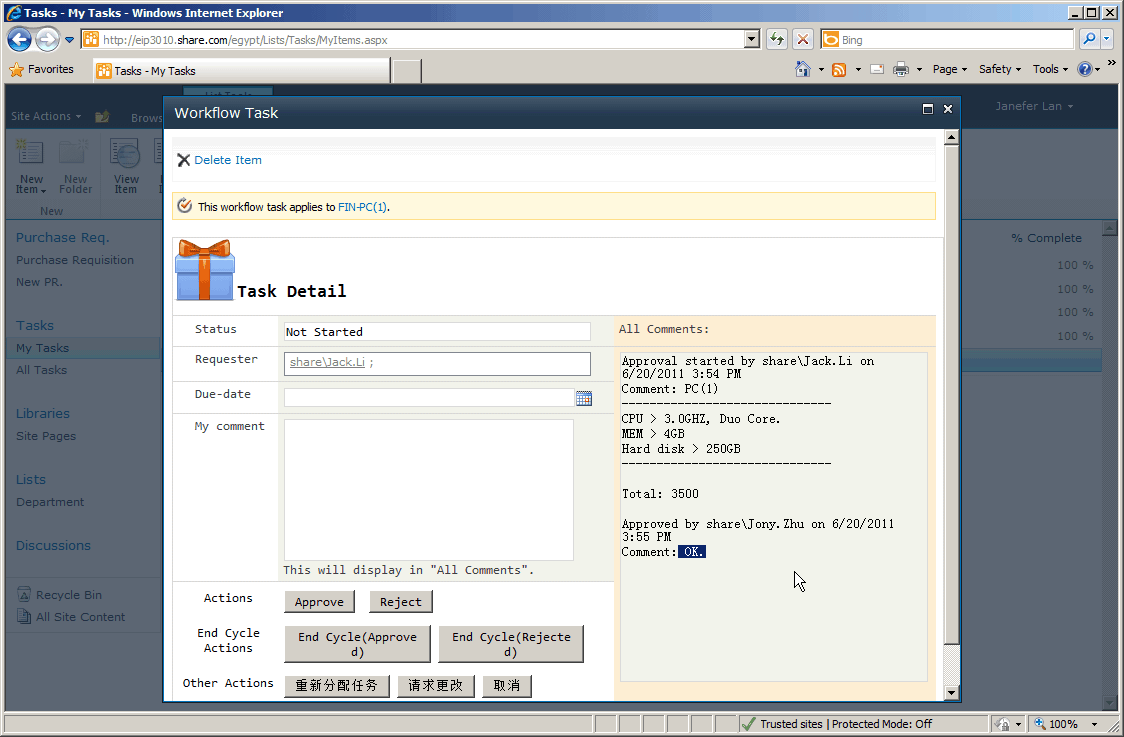 Tasks - My Tasks - Windows Internet Explorer
http://eip3010.share.com/egypt/Lists/Tasks/MyItems.aspx
Bing
Favorites
Tasks - My Tasks
Page
Safety
Tools
Site Actions
Brows
Janefer Lan
New
Item
New
Folder
View
Item
New
Purchase Req.
Purchase Requisition
New PR.
Tasks
My Tasks
All Tasks
Libraries
Site Pages
Lists
Department
Discussions
Recycle Bin
All Site Content
% Complete
100 %
100 %
100 %
100 %
Workflow Task
Delete Item
This workflow task applies to FIN-PC(1).
Task Detail
Status
Not Started
Requester
share\Jack.Li ;
Due-date
My comment
This will display in "All Comments".
Actions
Approve
Reject
End Cycle
Actions
End Cycle(Approve
d)
End Cycle(Rejecte
d)
Other Actions
重新分配任务
请求更改
取消
All Comments:
Approval started by share\Jack.Li on
6/20/2011 3:54 PM
Comment: PC(1)
------------------------------
CPU > 3.0GHZ, Duo Core.
MEM > 4GB
Hard disk > 250GB
------------------------------
Total: 3500
Approved by share\Jony.Zhu on 6/20/2011
3:55 PM
Comment: OK.
Trusted sites | Protected Mode: Off
100%